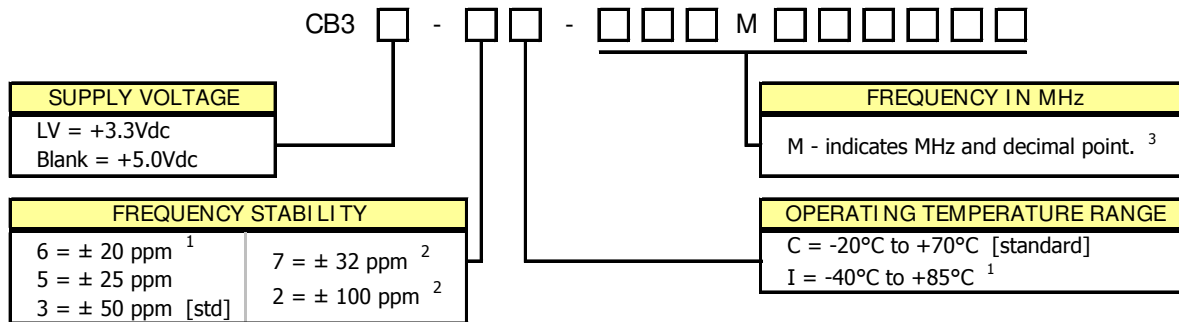 CB3 - - M
SUPPLY VOLTAGE
LV = +3.3Vdc
Blank = +5.0Vdc
FREQUENCY IN MHz
M - indicates MHz and decimal point. 3
FREQUENCY STABILITY
6 = ± 20 ppm 1
5 = ± 25 ppm
3 = ± 50 ppm [std]
7 = ± 32 ppm 2
2 = ± 100 ppm 2
OPERATING TEMPERATURE RANGE
C = -20°C to +70°C [standard]
I = -40°C to +85°C 1